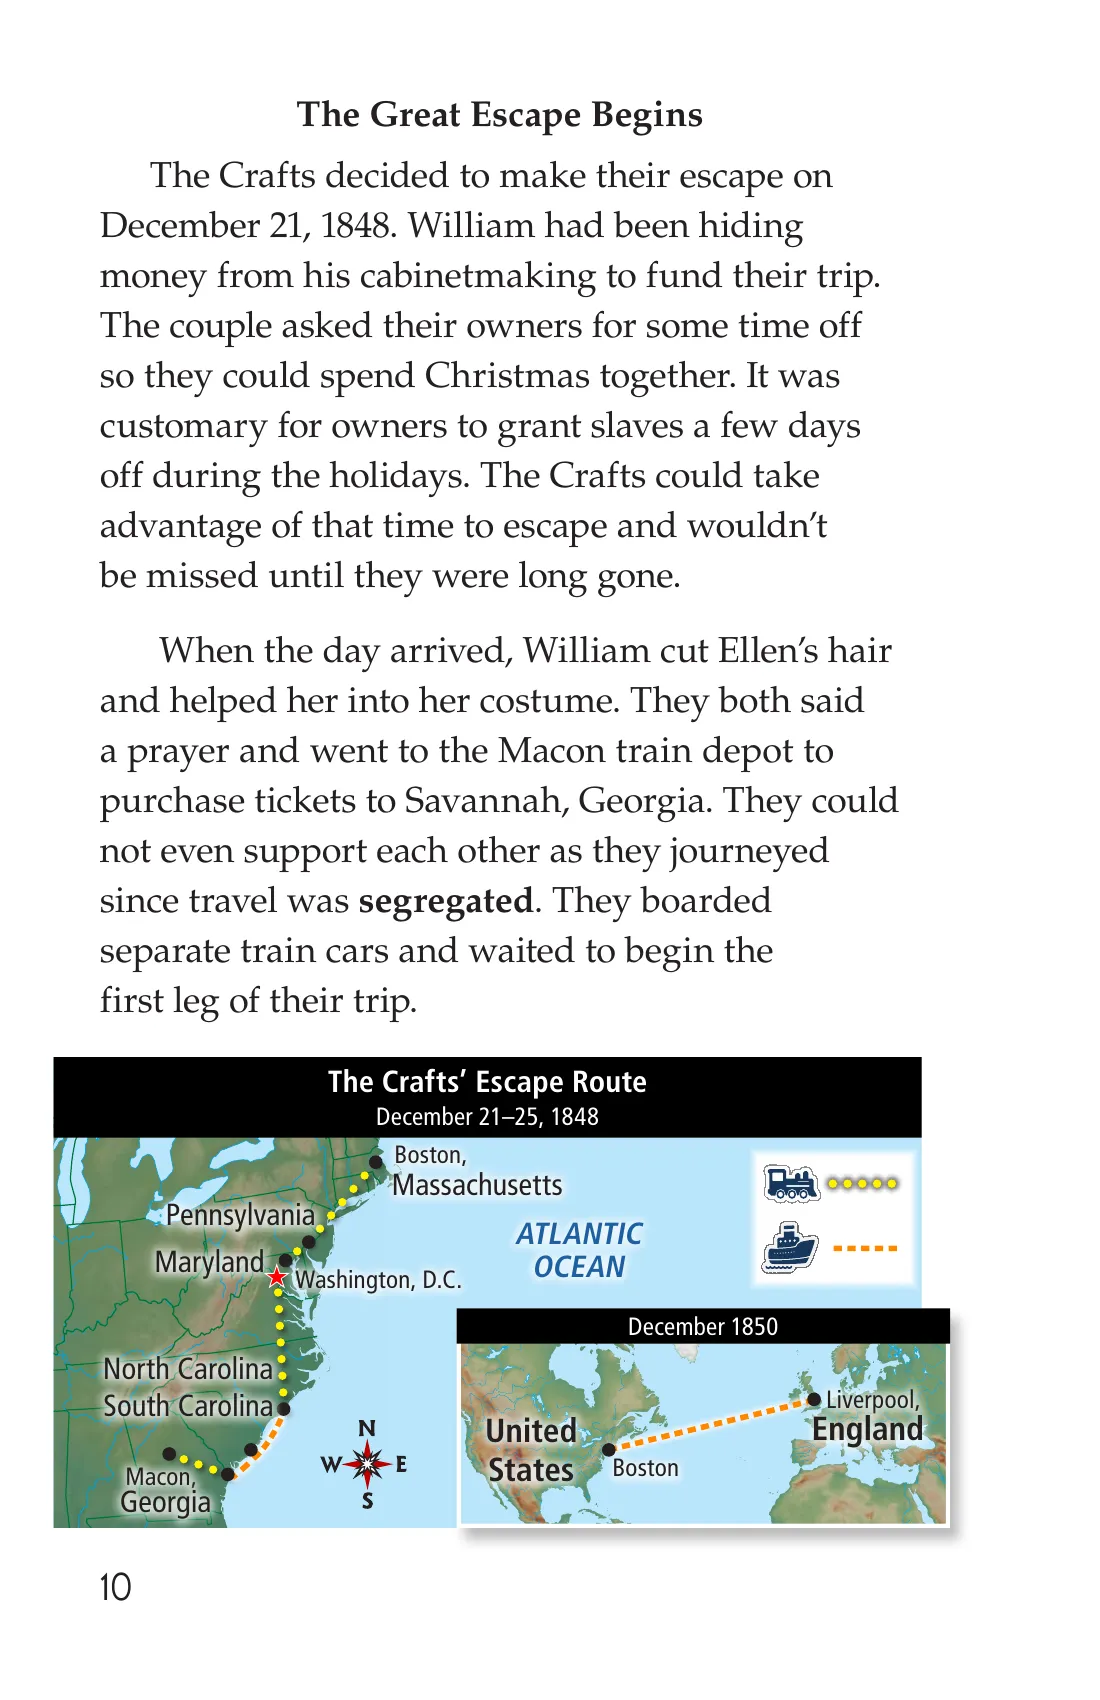 The Great Escape Begins
The Crafts decided to make their escape on
December 21, 1848. William had been hiding
money from his cabinetmaking to fund their trip.
The couple asked their owners for some time off
so they could spend Christmas together. It was
customary for owners to grant slaves a few days
off during the holidays. The Crafts could take
advantage of that time to escape and wouldn’t
be missed until they were long gone.
When the day arrived, William cut Ellen’s hair
and helped her into her costume. They both said
a prayer and went to the Macon train depot to
purchase tickets to Savannah, Georgia. They could
not even support each other as they journeyed
since travel was segregated. They boarded
separate train cars and waited to begin the
first leg of their trip.
The Crafts’ Escape Route
December 21–25, 1848
Boston,
Massachusetts
Pennsylvania
Maryland
Washington, D.C.
ATLANTIC
OCEAN
North Carolina
South Carolina
Macon,
Georgia
N
W E
S
December 1850
United
States
Boston
Liverpool,
England
10